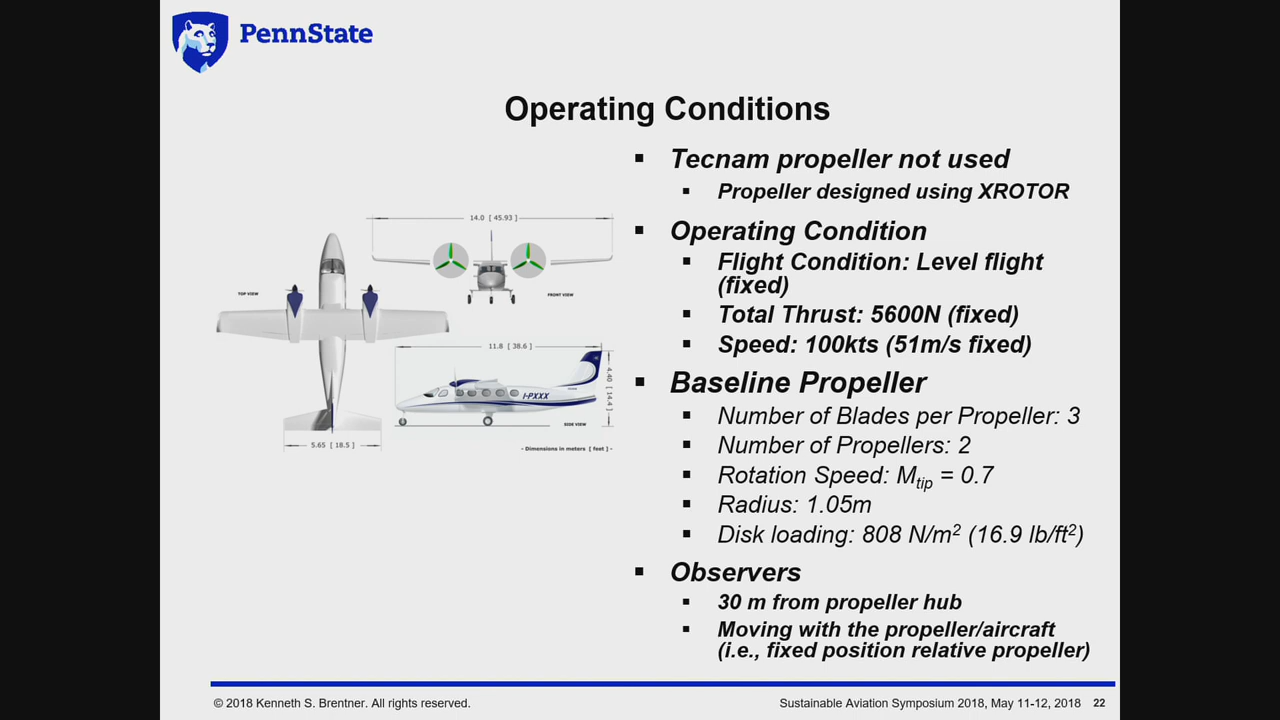 PennState
Operating Conditions
▪ Tecnam propeller not used
▪ Propeller designed using XROTOR
▪ Operating Condition
▪ Flight Condition: Level flight
(fixed)
▪ Total Thrust: 5600N (fixed)
▪ Speed: 100kts (51m/s fixed)
▪ Baseline Propeller
▪ Number of Blades per Propeller: 3
▪ Number of Propellers: 2
▪ Rotation Speed: Mtip = 0.7
▪ Radius: 1.05m
▪ Disk loading: 808 N/m² (16.9 lb/ft²)
▪ Observers
▪ 30 m from propeller hub
▪ Moving with the propeller/aircraft
(i.e., fixed position relative propeller)
14.0 [ 45.93 ]
TOP VIEW
FRONT VIEW
11.8 [ 38.6 ]
4.40 [ 14.4 ]
I-PXXX
SIDE VIEW
5.65 [ 18.5 ]
- Dimensions in meters [ feet ] -
© 2018 Kenneth S. Brentner. All rights reserved.
Sustainable Aviation Symposium 2018, May 11-12, 2018 22